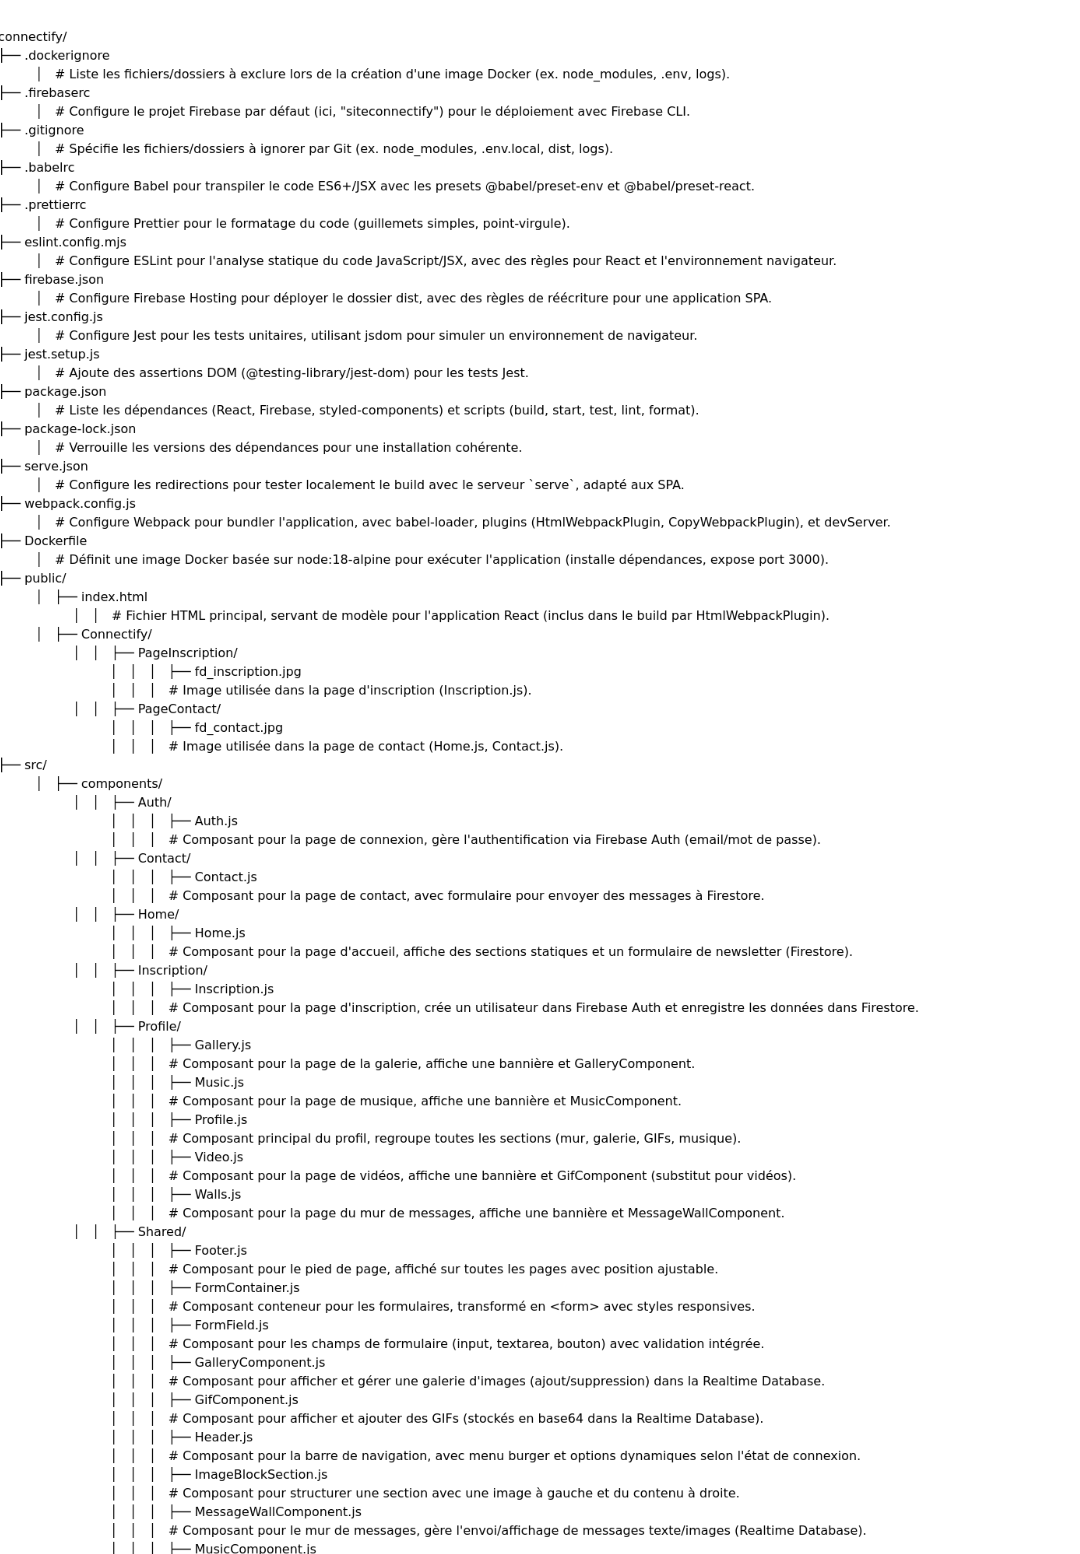 connectify/
├── .dockerignore
│   # Liste les fichiers/dossiers à exclure lors de la création d'une image Docker (ex. node_modules, .env, logs).
├── .firebaserc
│   # Configure le projet Firebase par défaut (ici, "siteconnectify") pour le déploiement avec Firebase CLI.
├── .gitignore
│   # Spécifie les fichiers/dossiers à ignorer par Git (ex. node_modules, .env.local, dist, logs).
├── .babelrc
│   # Configure Babel pour transpiler le code ES6+/JSX avec les presets @babel/preset-env et @babel/preset-react.
├── .prettierrc
│   # Configure Prettier pour le formatage du code (guillemets simples, point-virgule).
├── eslint.config.mjs
│   # Configure ESLint pour l'analyse statique du code JavaScript/JSX, avec des règles pour React et l'environnement navigateur.
├── firebase.json
│   # Configure Firebase Hosting pour déployer le dossier dist, avec des règles de réécriture pour une application SPA.
├── jest.config.js
│   # Configure Jest pour les tests unitaires, utilisant jsdom pour simuler un environnement de navigateur.
├── jest.setup.js
│   # Ajoute des assertions DOM (@testing-library/jest-dom) pour les tests Jest.
├── package.json
│   # Liste les dépendances (React, Firebase, styled-components) et scripts (build, start, test, lint, format).
├── package-lock.json
│   # Verrouille les versions des dépendances pour une installation cohérente.
├── serve.json
│   # Configure les redirections pour tester localement le build avec le serveur `serve`, adapté aux SPA.
├── webpack.config.js
│   # Configure Webpack pour bundler l'application, avec babel-loader, plugins (HtmlWebpackPlugin, CopyWebpackPlugin), et devServer.
├── Dockerfile
│   # Définit une image Docker basée sur node:18-alpine pour exécuter l'application (installe dépendances, expose port 3000).
├── public/
│   ├── index.html
│   │   # Fichier HTML principal, servant de modèle pour l'application React (inclus dans le build par HtmlWebpackPlugin).
│   ├── Connectify/
│   │   ├── PageInscription/
│   │   │   ├── fd_inscription.jpg
│   │   │   # Image utilisée dans la page d'inscription (Inscription.js).
│   │   ├── PageContact/
│   │   │   ├── fd_contact.jpg
│   │   │   # Image utilisée dans la page de contact (Home.js, Contact.js).
├── src/
│   ├── components/
│   │   ├── Auth/
│   │   │   ├── Auth.js
│   │   │   # Composant pour la page de connexion, gère l'authentification via Firebase Auth (email/mot de passe).
│   │   ├── Contact/
│   │   │   ├── Contact.js
│   │   │   # Composant pour la page de contact, avec formulaire pour envoyer des messages à Firestore.
│   │   ├── Home/
│   │   │   ├── Home.js
│   │   │   # Composant pour la page d'accueil, affiche des sections statiques et un formulaire de newsletter (Firestore).
│   │   ├── Inscription/
│   │   │   ├── Inscription.js
│   │   │   # Composant pour la page d'inscription, crée un utilisateur dans Firebase Auth et enregistre les données dans Firestore.
│   │   ├── Profile/
│   │   │   ├── Gallery.js
│   │   │   # Composant pour la page de la galerie, affiche une bannière et GalleryComponent.
│   │   │   ├── Music.js
│   │   │   # Composant pour la page de musique, affiche une bannière et MusicComponent.
│   │   │   ├── Profile.js
│   │   │   # Composant principal du profil, regroupe toutes les sections (mur, galerie, GIFs, musique).
│   │   │   ├── Video.js
│   │   │   # Composant pour la page de vidéos, affiche une bannière et GifComponent (substitut pour vidéos).
│   │   │   ├── Walls.js
│   │   │   # Composant pour la page du mur de messages, affiche une bannière et MessageWallComponent.
│   │   ├── Shared/
│   │   │   ├── Footer.js
│   │   │   # Composant pour le pied de page, affiché sur toutes les pages avec position ajustable.
│   │   │   ├── FormContainer.js
│   │   │   # Composant conteneur pour les formulaires, transformé en <form> avec styles responsives.
│   │   │   ├── FormField.js
│   │   │   # Composant pour les champs de formulaire (input, textarea, bouton) avec validation intégrée.
│   │   │   ├── GalleryComponent.js
│   │   │   # Composant pour afficher et gérer une galerie d'images (ajout/suppression) dans la Realtime Database.
│   │   │   ├── GifComponent.js
│   │   │   # Composant pour afficher et ajouter des GIFs (stockés en base64 dans la Realtime Database).
│   │   │   ├── Header.js
│   │   │   # Composant pour la barre de navigation, avec menu burger et options dynamiques selon l'état de connexion.
│   │   │   ├── ImageBlockSection.js
│   │   │   # Composant pour structurer une section avec une image à gauche et du contenu à droite.
│   │   │   ├── MessageWallComponent.js
│   │   │   # Composant pour le mur de messages, gère l'envoi/affichage de messages texte/images (Realtime Database).
│   │   │   ├── MusicComponent.js